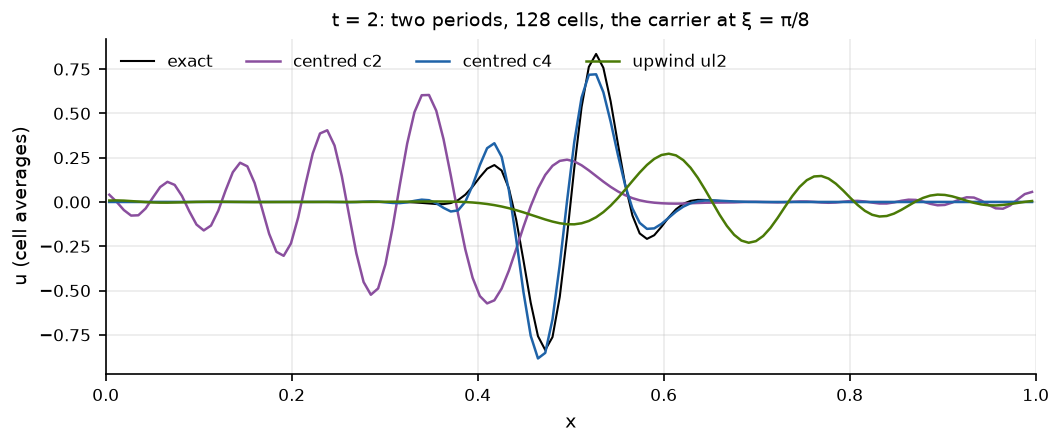 t = 2: two periods, 128 cells, the carrier at ξ = π/8
exact
centred c2
centred c4
upwind ul2
0.75
0.50
0.25
0.00
−0.25
−0.50
−0.75
u (cell averages)
0.0
0.2
0.4
0.6
0.8
1.0
x